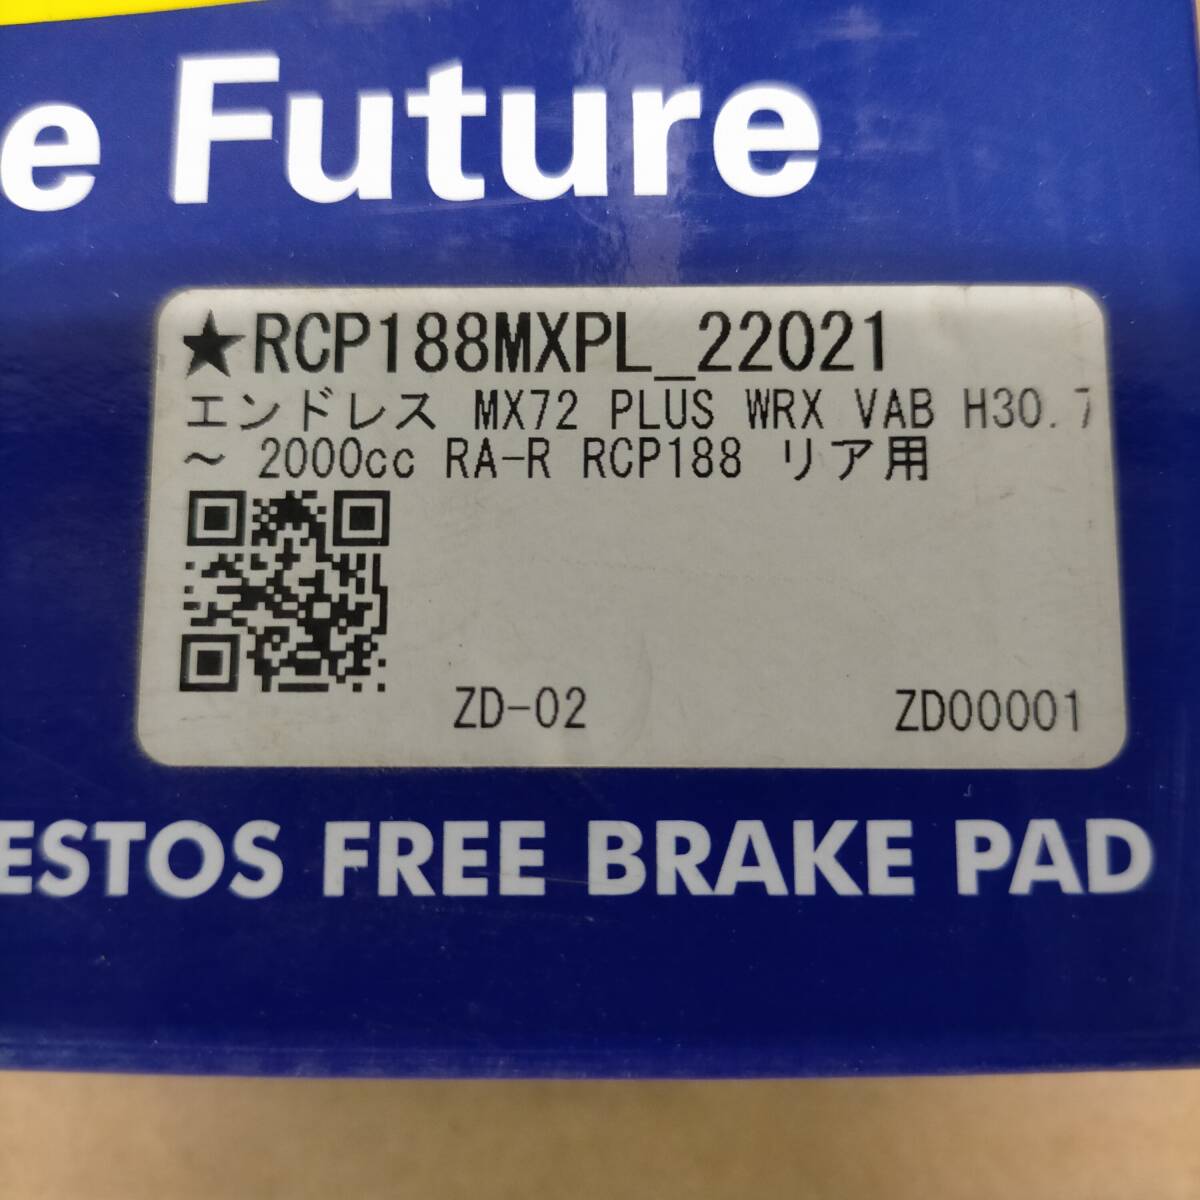 e Future
★RCP188MXPL_22021
エンドレス MX72 PLUS WRX VAB H30.7
～ 2000cc RA-R RCP188 リア用
ZD-02 ZD00001
ESTOS FREE BRAKE PAD